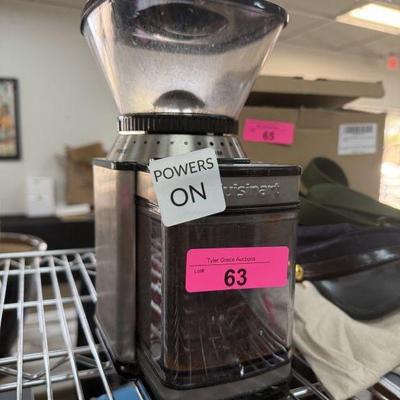 POWERS
ON
Cuisinart
Tyler Grace Auctions
Lot#
63
65